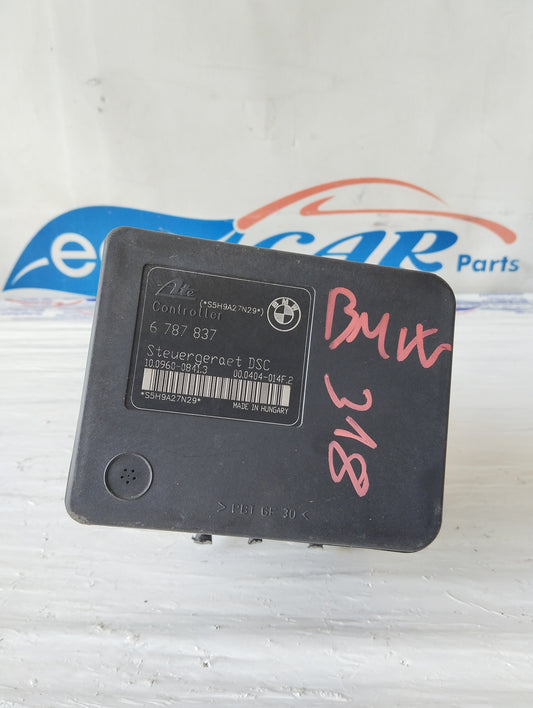 CAR
Parts
Ate
(*S5H9A27N29*)
BMW
Controller
6 787 837
Steuergeraet DSC
10.0960-0841.3
00.0404-014F.2
*S5H9A27N29*
MADE IN HUNGARY
BMW
318
>PBT GF 30<